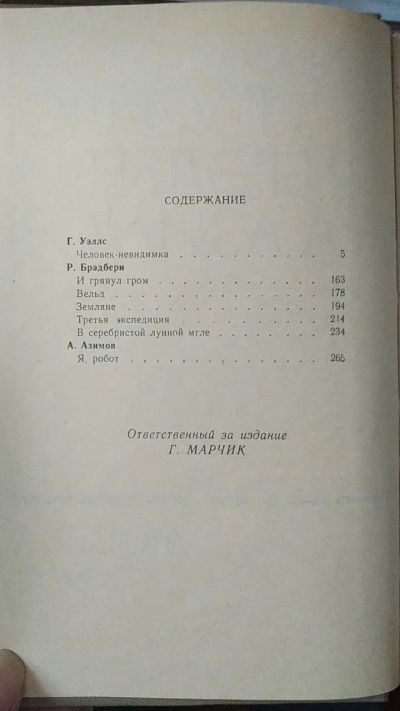 СОДЕРЖАНИЕ
Г. Уэллс
Человек-невидимка . . . . . . . . . . 5
Р. Брэдбери
И грянул гром . . . . . . . . . . . . 163
Вельд . . . . . . . . . . . . . . . 178
Земляне . . . . . . . . . . . . . . 194
Третья экспедиция . . . . . . . . . . 214
В серебристой лунной мгле . . . . . . . . 234
А. Азимов
Я, робот . . . . . . . . . . . . . . 265
Ответственный за издание
Г. МАРЧИК